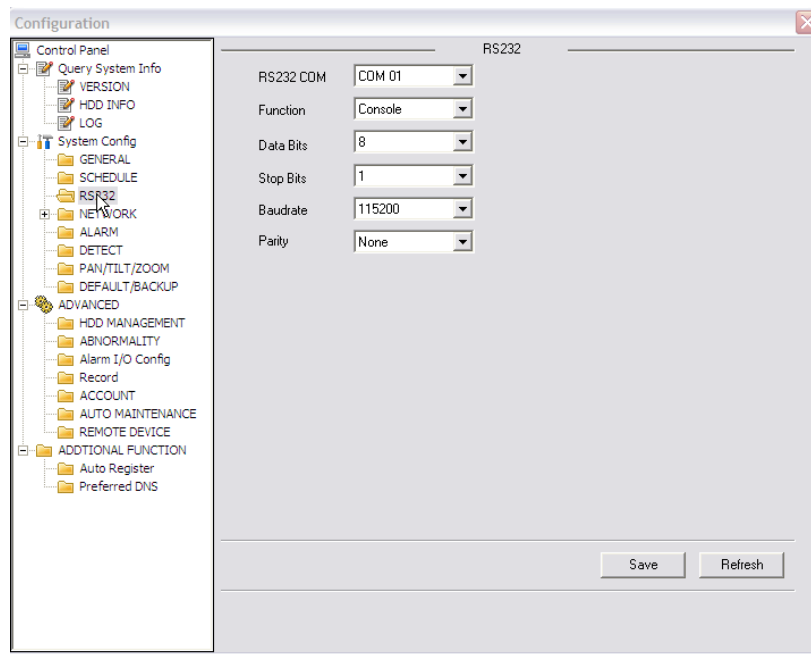 Configuration
Control Panel
Query System Info
VERSION
HDD INFO
LOG
System Config
GENERAL
SCHEDULE
RS232
NETWORK
ALARM
DETECT
PAN/TILT/ZOOM
DEFAULT/BACKUP
ADVANCED
HDD MANAGEMENT
ABNORMALITY
Alarm I/O Config
Record
ACCOUNT
AUTO MAINTENANCE
REMOTE DEVICE
ADDTIONAL FUNCTION
Auto Register
Preferred DNS
RS232
RS232 COM COM 01
Function Console
Data Bits 8
Stop Bits 1
Baudrate 115200
Parity None
Save Refresh